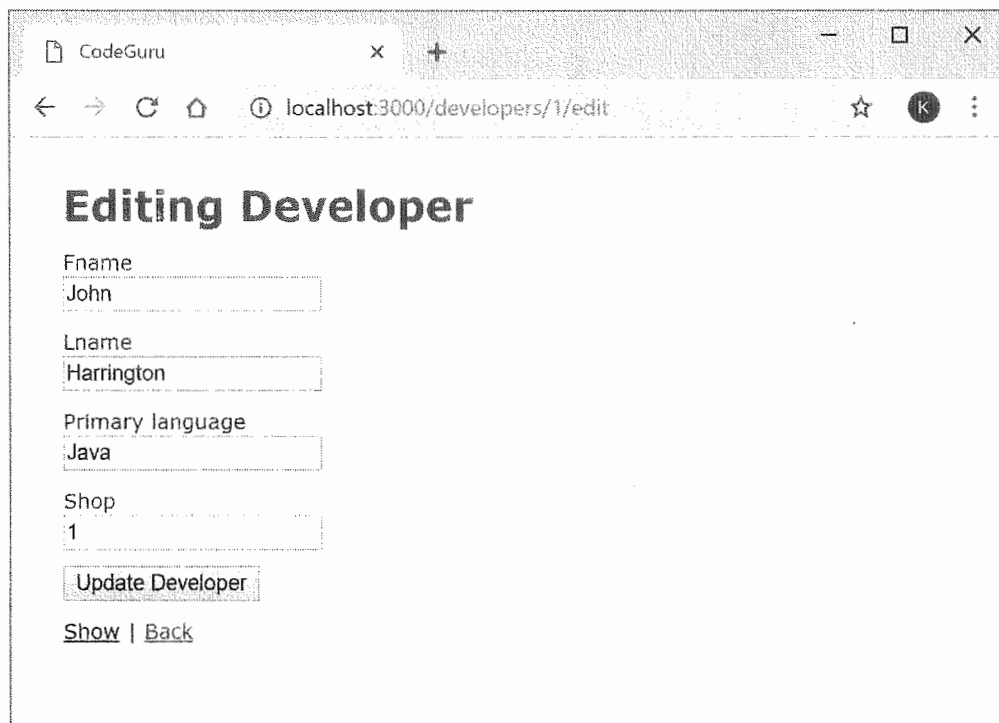 CodeGuru
localhost:3000/developers/1/edit
K
Editing Developer
Fname
John
Lname
Harrington
Primary language
Java
Shop
1
Update Developer
Show | Back